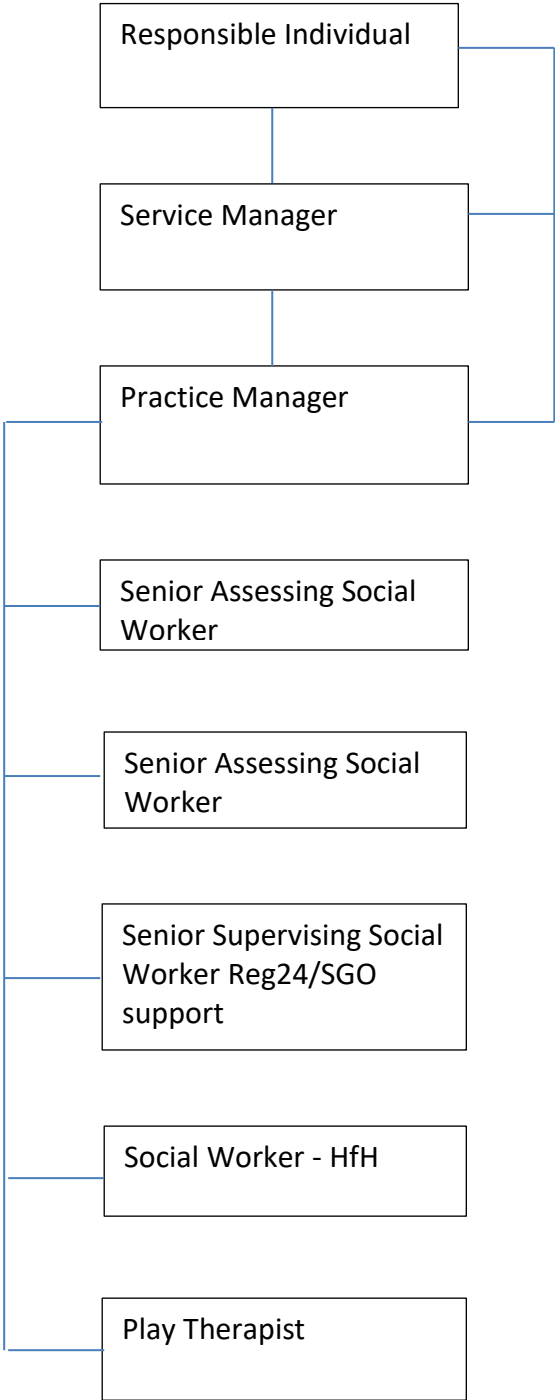 Responsible Individual
Service Manager
Practice Manager
Senior Assessing Social
Worker
Senior Assessing Social
Worker
Senior Supervising Social
Worker Reg24/SGO
support
Social Worker - HfH
Play Therapist